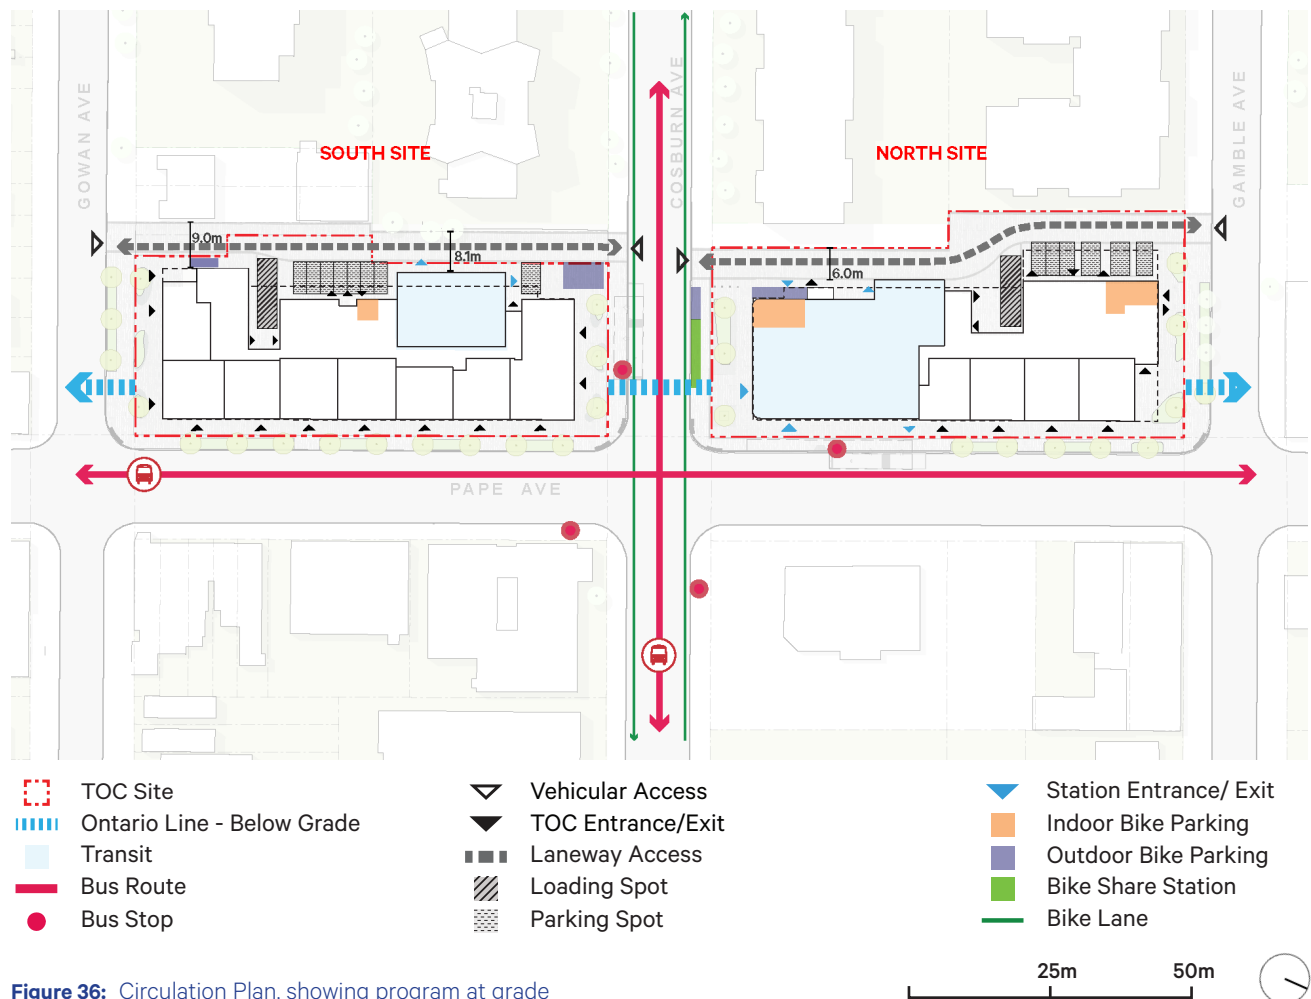 GOWAN AVE
COSBURN AVE
GAMBLE AVE
SOUTH SITE
NORTH SITE
9.0m
8.1m
6.0m
PAPE AVE
TOC Site
Ontario Line - Below Grade
Transit
Bus Route
Bus Stop
Vehicular Access
TOC Entrance/Exit
Laneway Access
Loading Spot
Parking Spot
Station Entrance/ Exit
Indoor Bike Parking
Outdoor Bike Parking
Bike Share Station
Bike Lane
25m
50m
Figure 36: Circulation Plan, showing program at grade